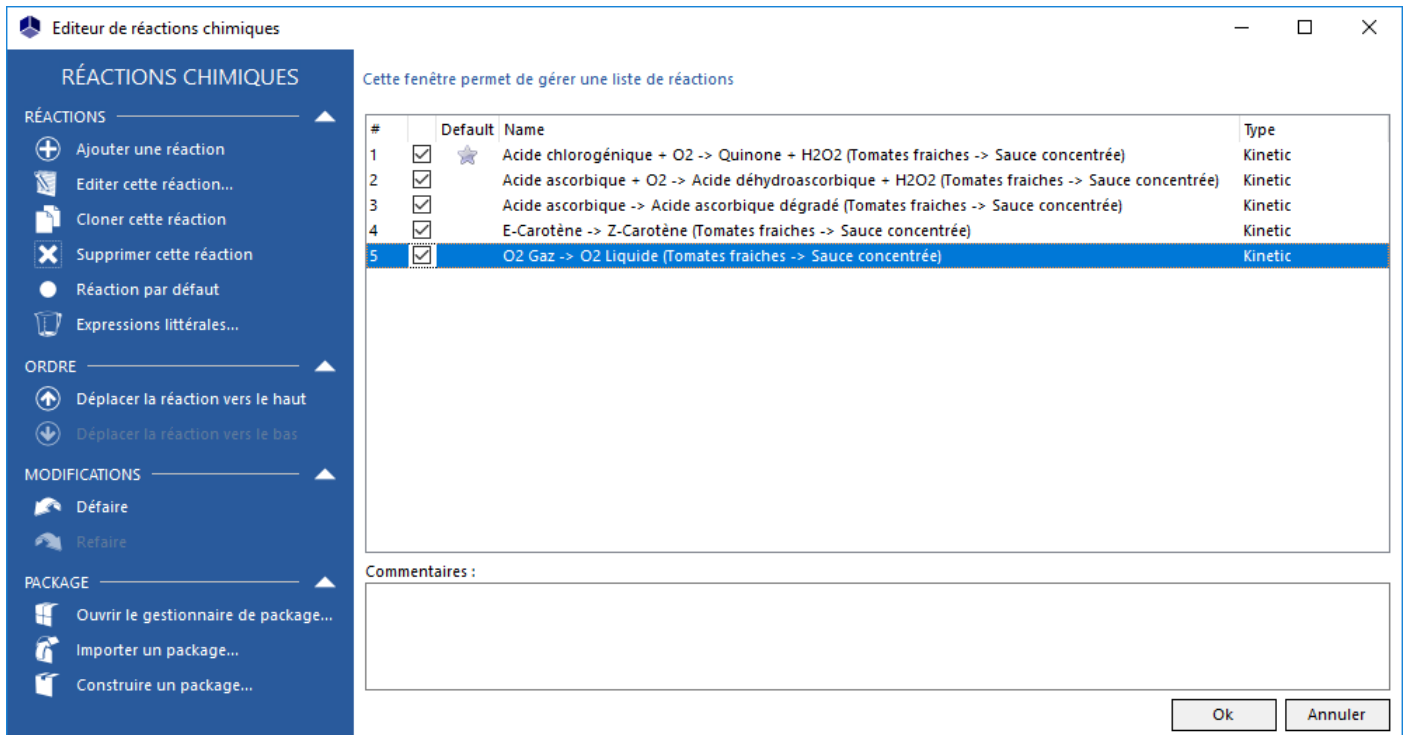 Editeur de réactions chimiques
RÉACTIONS CHIMIQUES
RÉACTIONS
Ajouter une réaction
Editer cette réaction...
Cloner cette réaction
Supprimer cette réaction
Réaction par défaut
Expressions littérales...
ORDRE
Déplacer la réaction vers le haut
Déplacer la réaction vers le bas
MODIFICATIONS
Défaire
Refaire
PACKAGE
Ouvrir le gestionnaire de package...
Importer un package...
Construire un package...
Cette fenêtre permet de gérer une liste de réactions
# Default Name Type
1 Acide chlorogénique + O2 -> Quinone + H2O2 (Tomates fraiches -> Sauce concentrée) Kinetic
2 Acide ascorbique + O2 -> Acide déhydroascorbique + H2O2 (Tomates fraiches -> Sauce concentrée) Kinetic
3 Acide ascorbique -> Acide ascorbique dégradé (Tomates fraiches -> Sauce concentrée) Kinetic
4 E-Carotène -> Z-Carotène (Tomates fraiches -> Sauce concentrée) Kinetic
5 O2 Gaz -> O2 Liquide (Tomates fraiches -> Sauce concentrée) Kinetic
Commentaires :
Ok Annuler